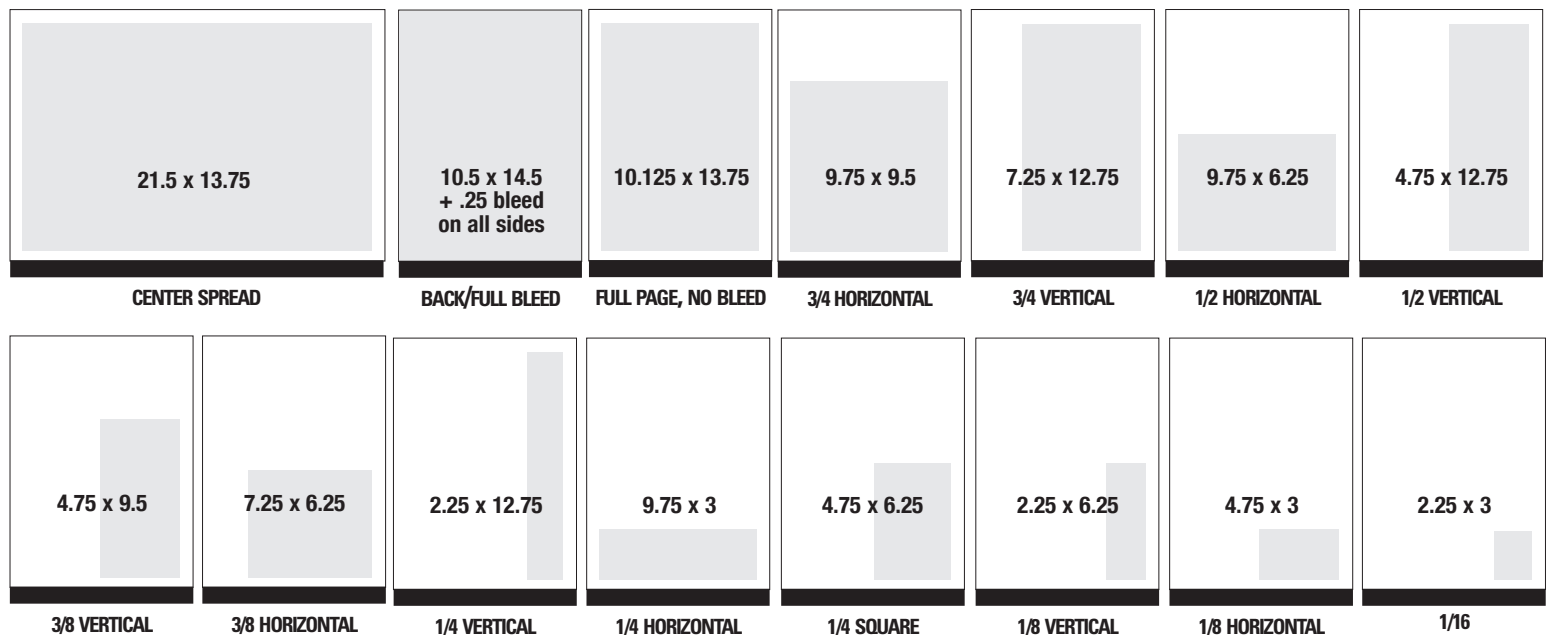 21.5 x 13.75
10.5 x 14.5
+ .25 bleed
on all sides
10.125 x 13.75
9.75 x 9.5
7.25 x 12.75
9.75 x 6.25
4.75 x 12.75
CENTER SPREAD
BACK/FULL BLEED
FULL PAGE, NO BLEED
3/4 HORIZONTAL
3/4 VERTICAL
1/2 HORIZONTAL
1/2 VERTICAL
4.75 x 9.5
7.25 x 6.25
2.25 x 12.75
9.75 x 3
4.75 x 6.25
2.25 x 6.25
4.75 x 3
2.25 x 3
3/8 VERTICAL
3/8 HORIZONTAL
1/4 VERTICAL
1/4 HORIZONTAL
1/4 SQUARE
1/8 VERTICAL
1/8 HORIZONTAL
1/16